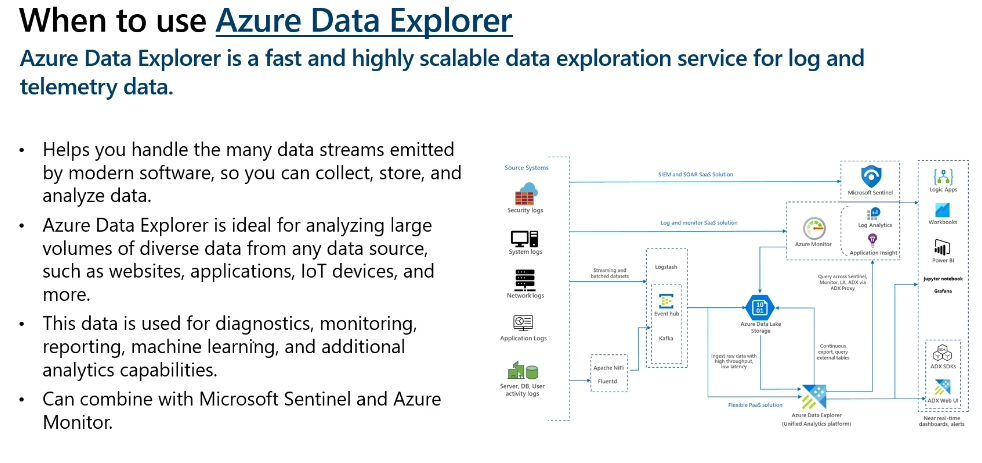 When to use Azure Data Explorer
Azure Data Explorer is a fast and highly scalable data exploration service for log and
telemetry data.
• Helps you handle the many data streams emitted
by modern software, so you can collect, store, and
analyze data.
• Azure Data Explorer is ideal for analyzing large
volumes of diverse data from any data source,
such as websites, applications, IoT devices, and
more.
• This data is used for diagnostics, monitoring,
reporting, machine learning, and additional
analytics capabilities.
• Can combine with Microsoft Sentinel and Azure
Monitor.
Source Systems
Security logs
System logs
Network logs
Application Logs
Server, DB, User
activity logs
SIEM and SOAR SaaS Solution
Log and monitor SaaS solution
Streaming and
batched datasets
Logstash
Event hub
Kafka
Apache NiFi
Fluentd
Microsoft Sentinel
Azure Monitor
Log Analytics
Application Insight
Query across Sentinel,
Monitor, LA, ADX via
ADX Proxy
10
01
Azure Data Lake
Storage
Ingest raw data with
high throughput,
low latency
Continuous
export, query
external tables
Flexible PaaS solution
Azure Data Explorer
(Unified Analytics platform)
Logic Apps
Workbooks
Power BI
Jupyter notebook
Grafana
ADX SDKs
ADX Web UI
Near real-time
dashboards, alerts